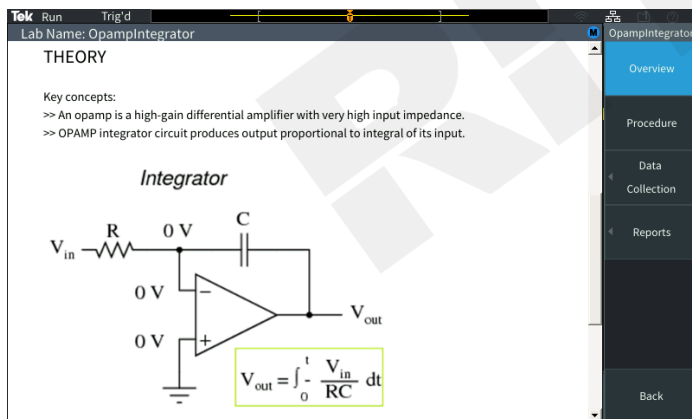 Tek Run Trig'd
Lab Name: OpampIntegrator
M
OpampIntegrator
THEORY
Key concepts:
>> An opamp is a high-gain differential amplifier with very high input impedance.
>> OPAMP integrator circuit produces output proportional to integral of its input.
Integrator
R
0 V
C
Vin
0 V
−
0 V
+
Vout
Vout = ∫0t - Vin/RC dt
Overview
Procedure
Data
Collection
Reports
Back